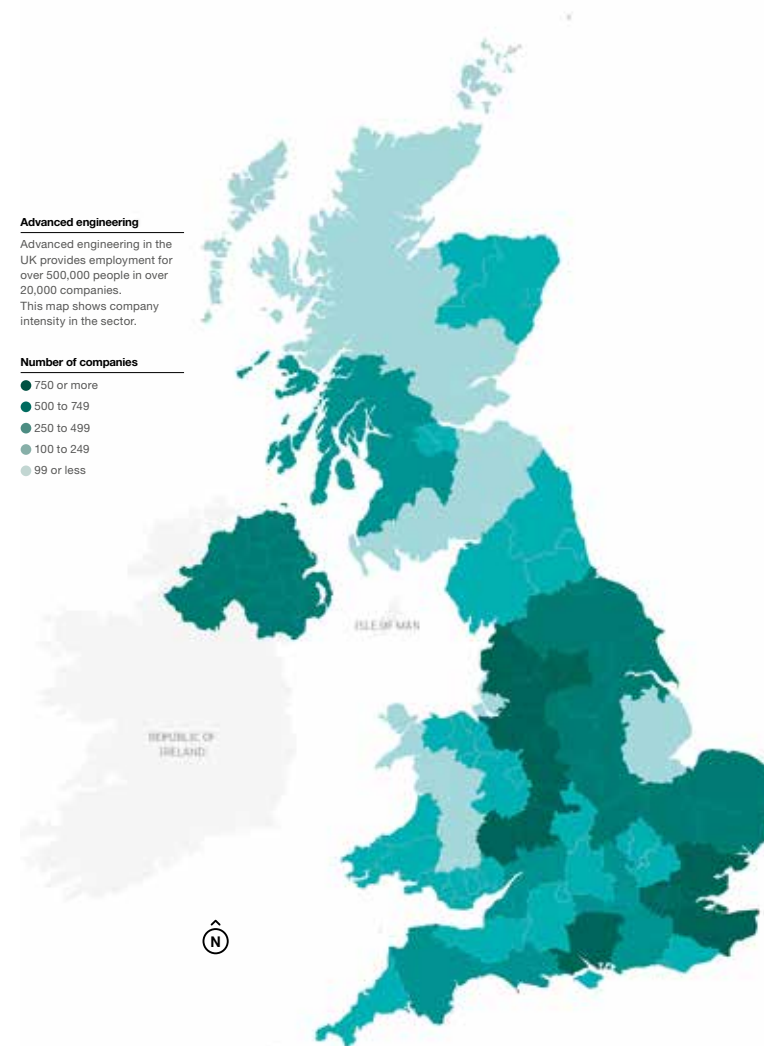 Advanced engineering
Advanced engineering in the
UK provides employment for
over 500,000 people in over
20,000 companies.
This map shows company
intensity in the sector.
Number of companies
750 or more
500 to 749
250 to 499
100 to 249
99 or less
ISLE OF MAN
REPUBLIC OF
IRELAND
N